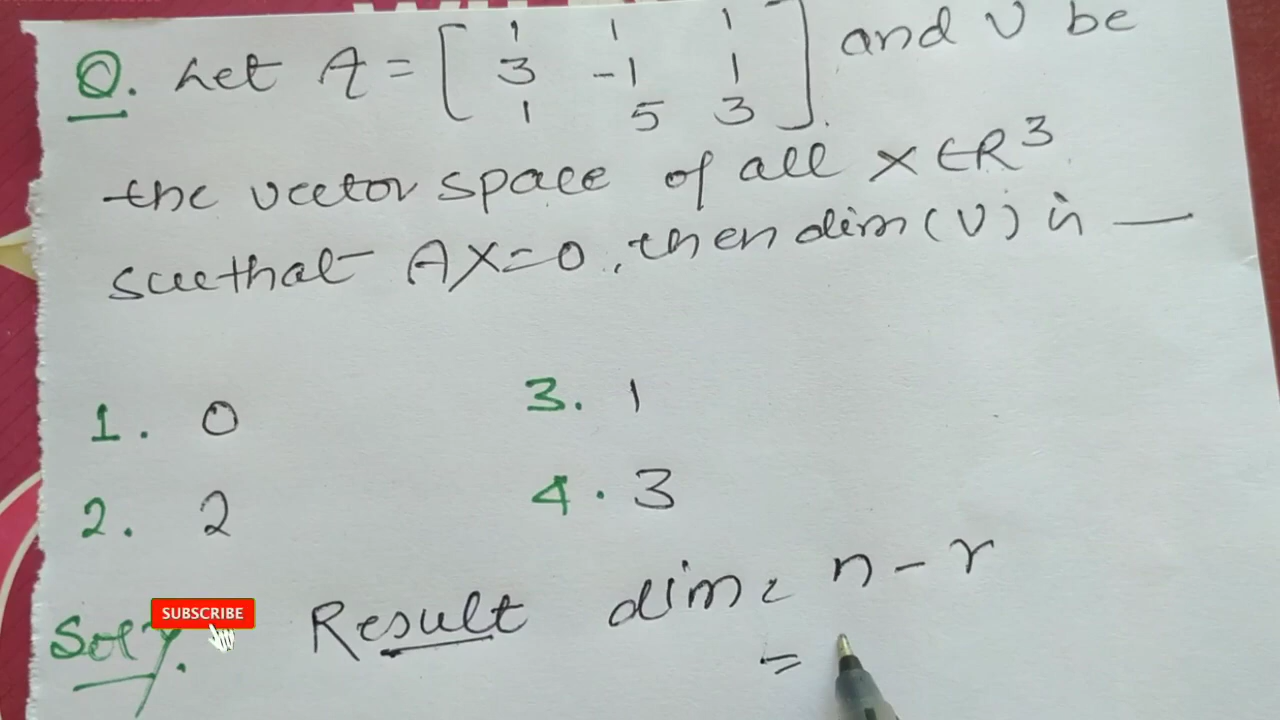 Q. Let A = [ 1 1 1
3 -1 1
1 5 3 ]. and V be
the vector space of all X ∈ R³
such that AX=0, then dim(V) is —
1. 0
3. 1
2. 2
4. 3
Soln. Result dim = n - r
=
SUBSCRIBE